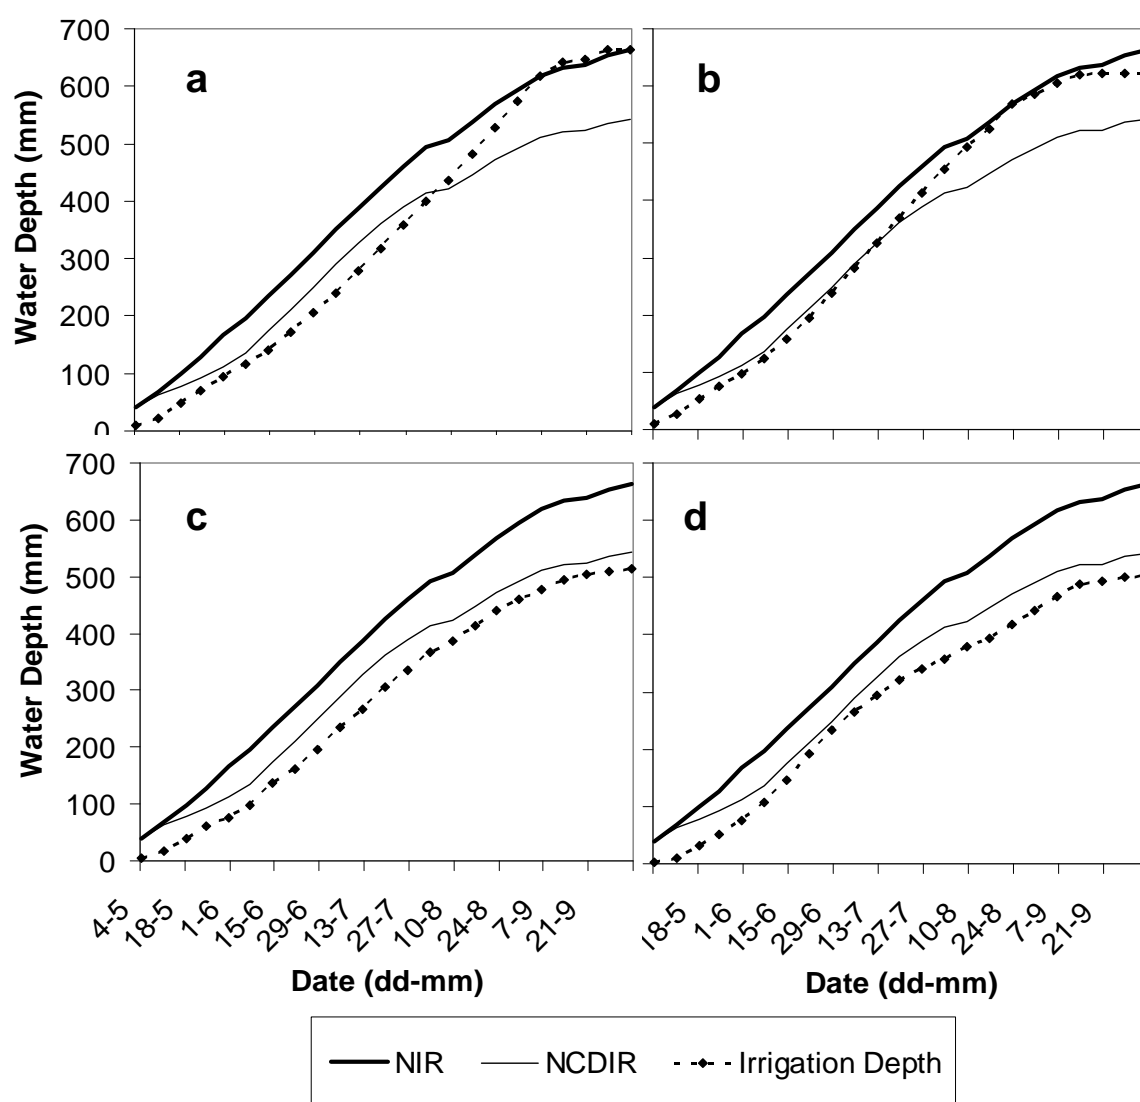 700
600
500
400
300
200
100
0
Water Depth (mm)
a
b
700
600
500
400
300
200
100
0
Water Depth (mm)
c
d
4-5 18-5 1-6 15-6 29-6 13-7 27-7 10-8 24-8 7-9 21-9
18-5 1-6 15-6 29-6 13-7 27-7 10-8 24-8 7-9 21-9
Date (dd-mm)
Date (dd-mm)
NIR NCDIR Irrigation Depth